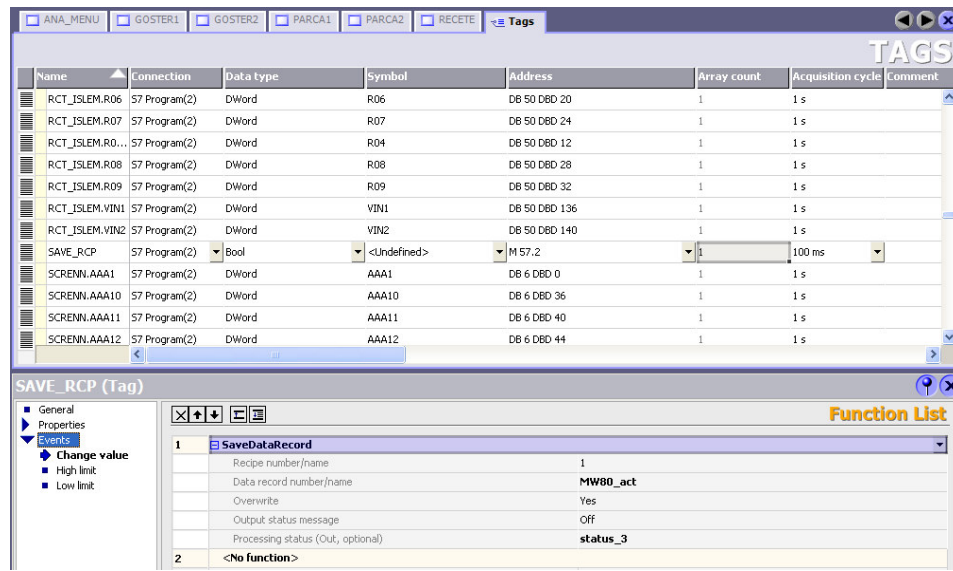 ANA_MENU GOSTER1 GOSTER2 PARCA1 PARCA2 RECETE Tags
TAGS
Name Connection Data type Symbol Address Array count Acquisition cycle Comment
RCT_ISLEM.R06 S7 Program(2) DWord R06 DB 50 DBD 20 1 1 s
RCT_ISLEM.R07 S7 Program(2) DWord R07 DB 50 DBD 24 1 1 s
RCT_ISLEM.R0... S7 Program(2) DWord R04 DB 50 DBD 12 1 1 s
RCT_ISLEM.R08 S7 Program(2) DWord R08 DB 50 DBD 28 1 1 s
RCT_ISLEM.R09 S7 Program(2) DWord R09 DB 50 DBD 32 1 1 s
RCT_ISLEM.VIN1 S7 Program(2) DWord VIN1 DB 50 DBD 136 1 1 s
RCT_ISLEM.VIN2 S7 Program(2) DWord VIN2 DB 50 DBD 140 1 1 s
SAVE_RCP S7 Program(2) Bool <Undefined> M 57.2 1 100 ms
SCRENN.AAA1 S7 Program(2) DWord AAA1 DB 6 DBD 0 1 1 s
SCRENN.AAA10 S7 Program(2) DWord AAA10 DB 6 DBD 36 1 1 s
SCRENN.AAA11 S7 Program(2) DWord AAA11 DB 6 DBD 40 1 1 s
SCRENN.AAA12 S7 Program(2) DWord AAA12 DB 6 DBD 44 1 1 s
SAVE_RCP (Tag)
General
Properties
Events
Change value
High limit
Low limit
Function List
1 SaveDataRecord
Recipe number/name 1
Data record number/name MW80_act
Overwrite Yes
Output status message Off
Processing status (Out, optional) status_3
2 <No function>